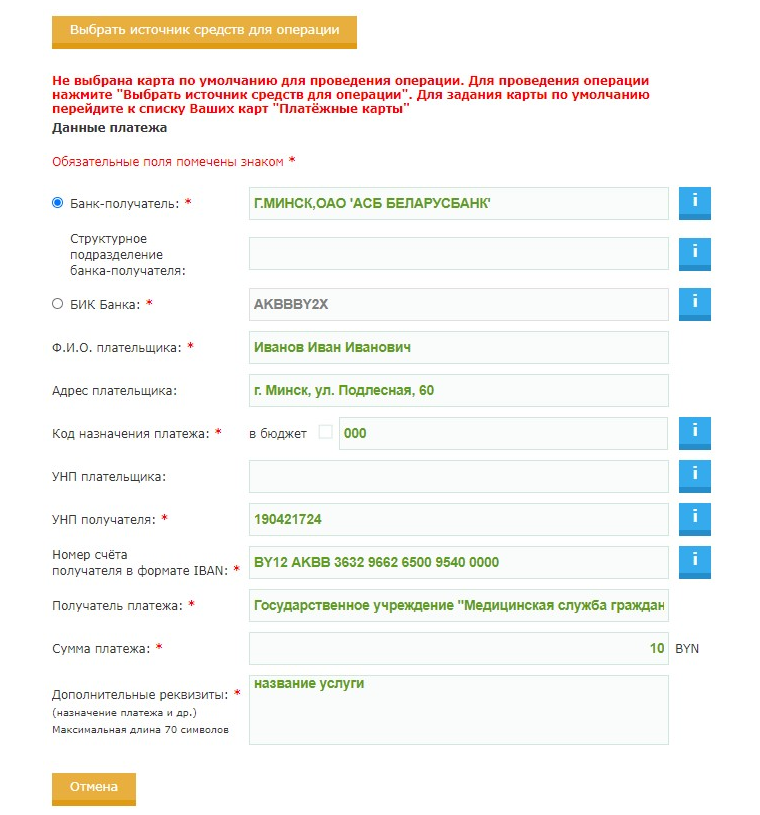 Выбрать источник средств для операции
Не выбрана карта по умолчанию для проведения операции. Для проведения операции
нажмите "Выбрать источник средств для операции". Для задания карты по умолчанию
перейдите к списку Ваших карт "Платёжные карты"
Данные платежа
Обязательные поля помечены знаком *
Банк-получатель: * Г.МИНСК,ОАО 'АСБ БЕЛАРУСБАНК' i
Структурное
подразделение
банка-получателя: i
БИК Банка: * AKBBBY2X i
Ф.И.О. плательщика: * Иванов Иван Иванович
Адрес плательщика: г. Минск, ул. Подлесная, 60
Код назначения платежа: * в бюджет 000 i
УНП плательщика: i
УНП получателя: * 190421724 i
Номер счёта
получателя в формате IBAN: * BY12 AKBB 3632 9662 6500 9540 0000 i
Получатель платежа: * Государственное учреждение "Медицинская служба граждан
Сумма платежа: * 10 BYN
название услуги
Дополнительные реквизиты: *
(назначение платежа и др.)
Максимальная длина 70 символов
Отмена